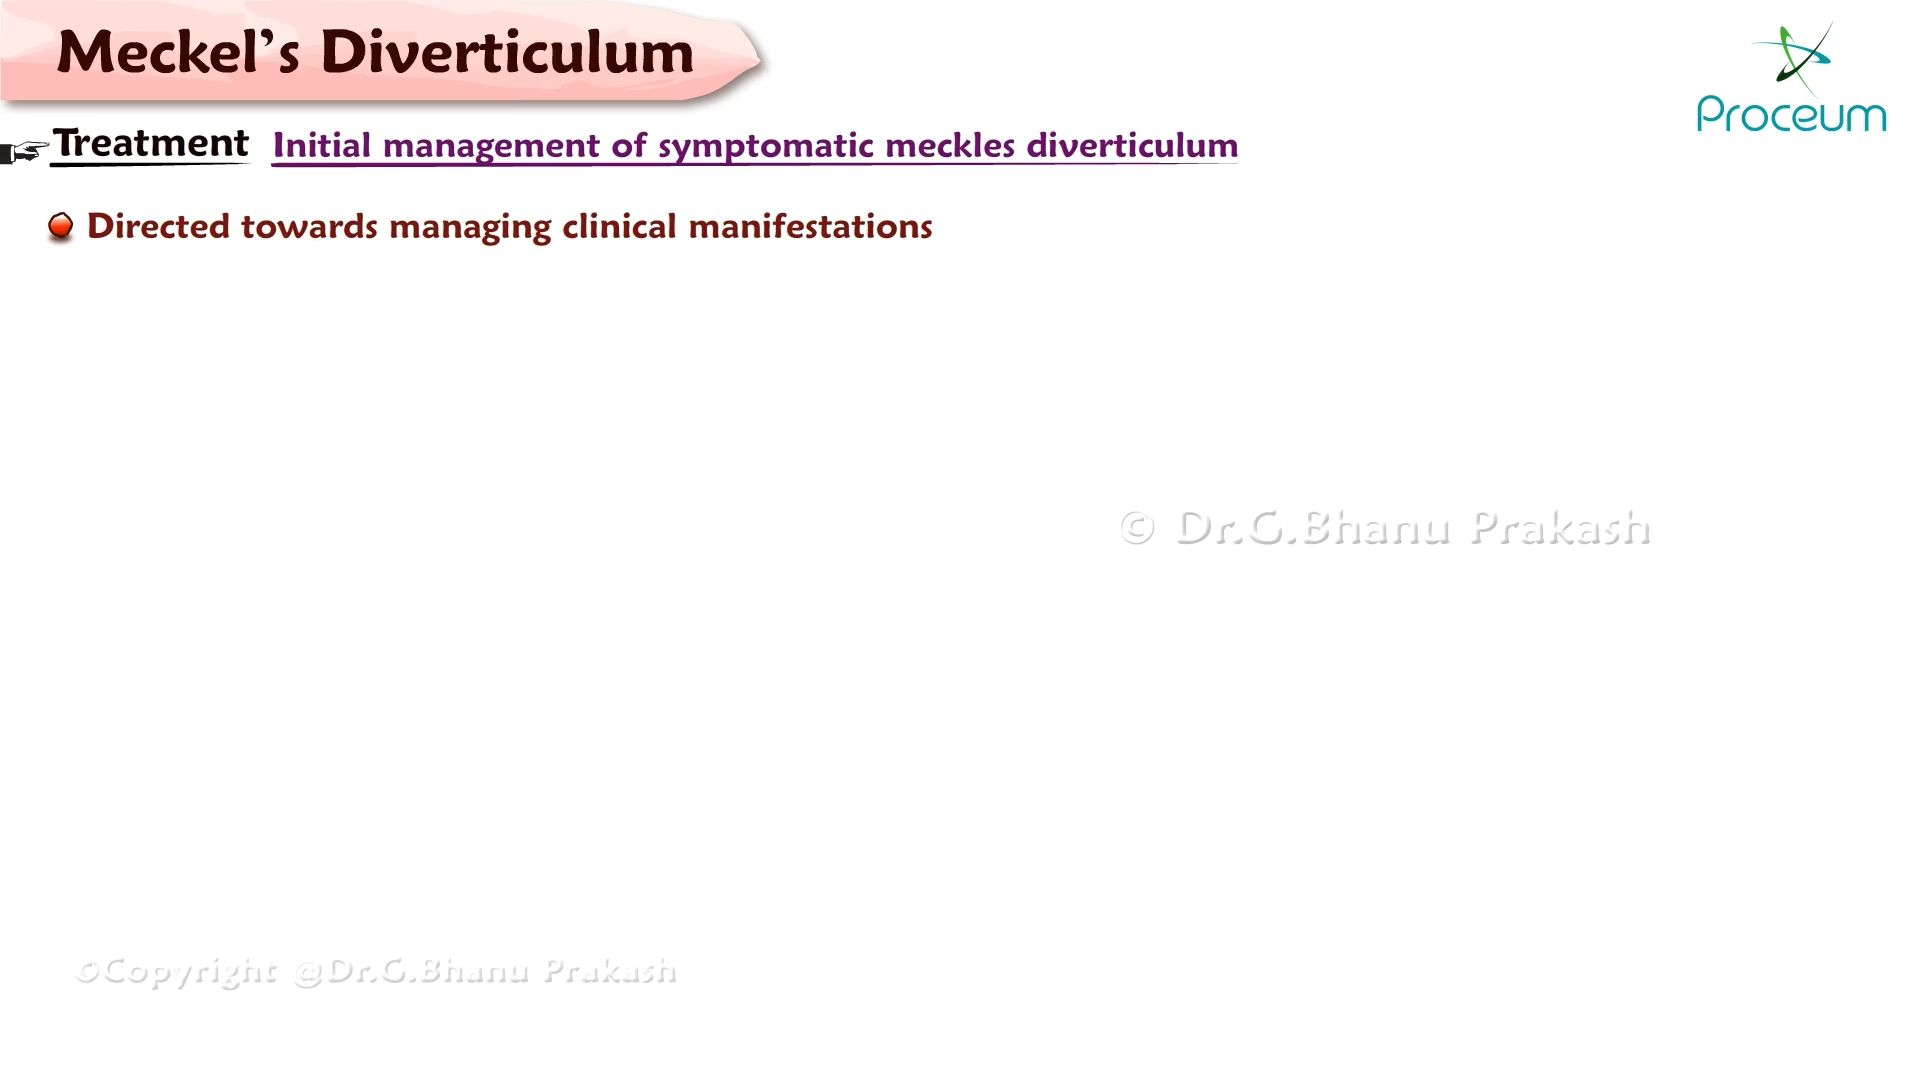 Meckel's Diverticulum
Proceum
Treatment Initial management of symptomatic meckles diverticulum
Directed towards managing clinical manifestations
© Dr.G.Bhanu Prakash
©Copyright @Dr.G.Bhanu Prakash